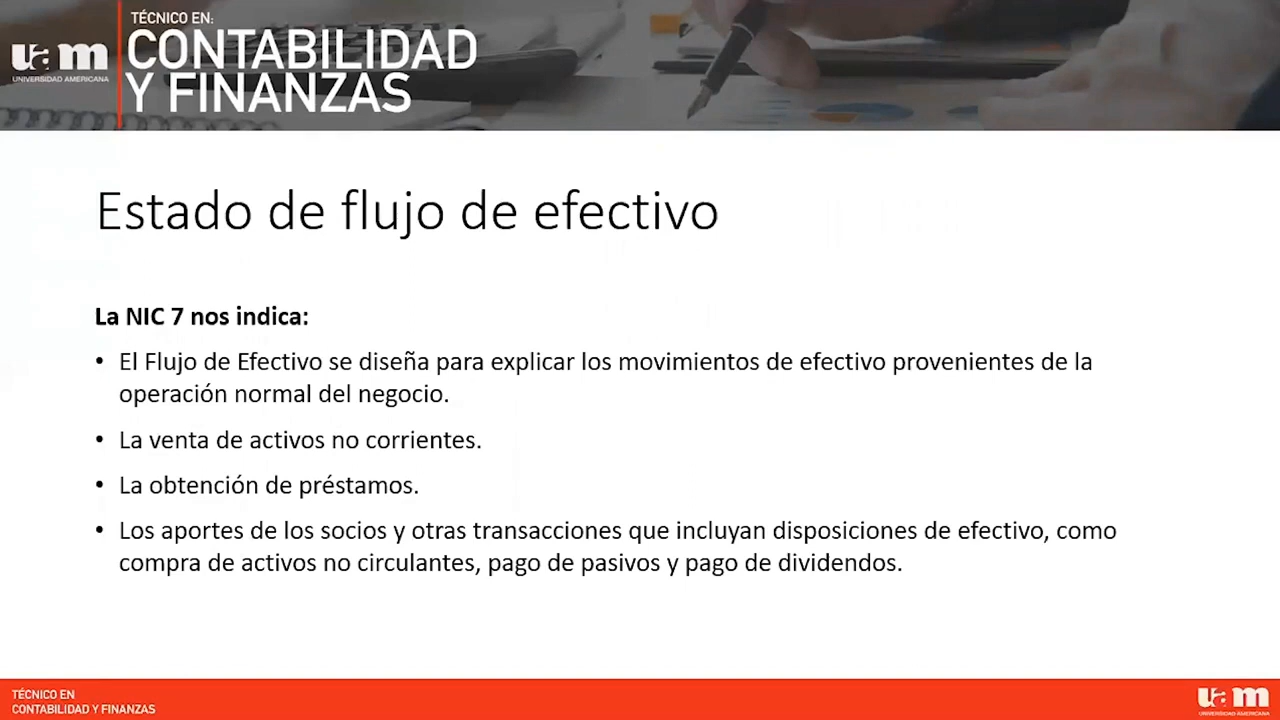 TÉCNICO EN:
uam
UNIVERSIDAD AMERICANA
CONTABILIDAD
Y FINANZAS
Estado de flujo de efectivo
La NIC 7 nos indica:
• El Flujo de Efectivo se diseña para explicar los movimientos de efectivo provenientes de la
operación normal del negocio.
• La venta de activos no corrientes.
• La obtención de préstamos.
• Los aportes de los socios y otras transacciones que incluyan disposiciones de efectivo, como
compra de activos no circulantes, pago de pasivos y pago de dividendos.
TÉCNICO EN
CONTABILIDAD Y FINANZAS
uam
UNIVERSIDAD AMERICANA